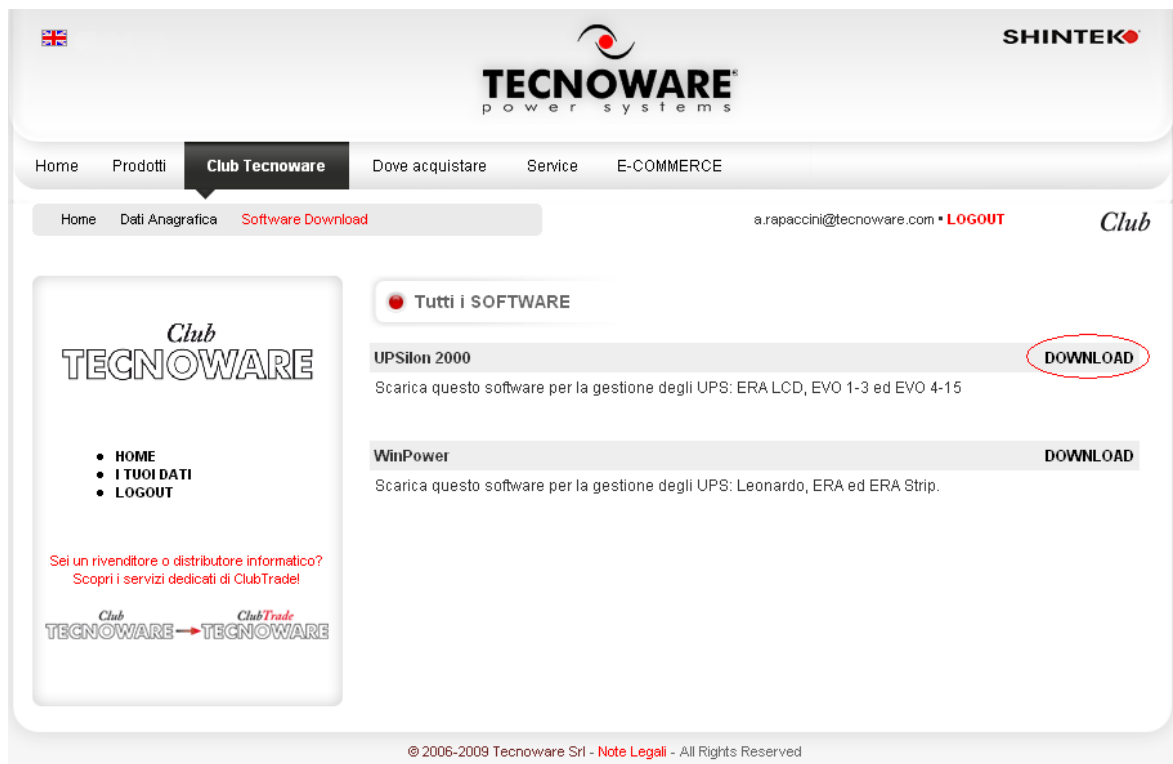 SHINTEK
TECNOWARE
power systems
Home Prodotti Club Tecnoware Dove acquistare Service E-COMMERCE
Home Dati Anagrafica Software Download a.rapaccini@tecnoware.com • LOGOUT Club
Club
TECNOWARE
• HOME
• I TUOI DATI
• LOGOUT
Sei un rivenditore o distributore informatico?
Scopri i servizi dedicati di ClubTrade!
Club ClubTrade
TECNOWARE TECNOWARE
Tutti i SOFTWARE
UPSilon 2000 DOWNLOAD
Scarica questo software per la gestione degli UPS: ERA LCD, EVO 1-3 ed EVO 4-15
WinPower DOWNLOAD
Scarica questo software per la gestione degli UPS: Leonardo, ERA ed ERA Strip.
© 2006-2009 Tecnoware Srl - Note Legali - All Rights Reserved